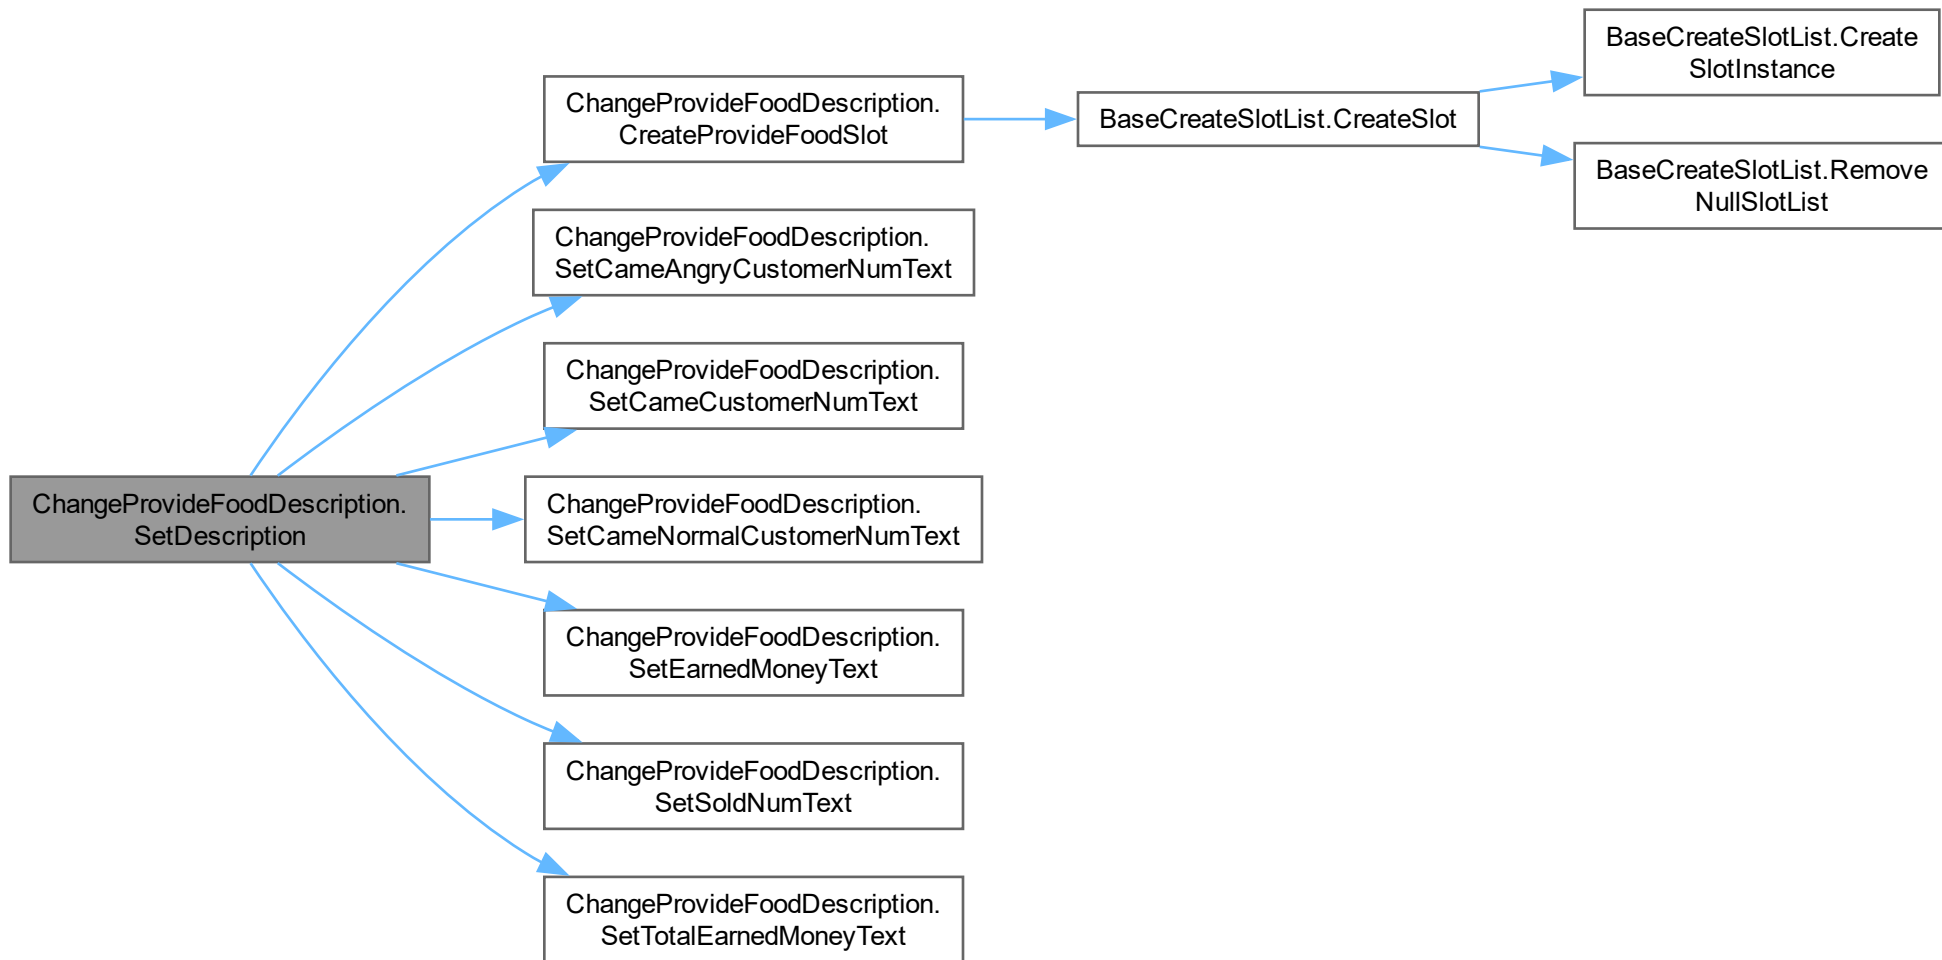 ChangeProvideFoodDescription.
SetDescription
ChangeProvideFoodDescription.
CreateProvideFoodSlot
BaseCreateSlotList.CreateSlot
BaseCreateSlotList.Create
SlotInstance
BaseCreateSlotList.Remove
NullSlotList
ChangeProvideFoodDescription.
SetCameAngryCustomerNumText
ChangeProvideFoodDescription.
SetCameCustomerNumText
ChangeProvideFoodDescription.
SetCameNormalCustomerNumText
ChangeProvideFoodDescription.
SetEarnedMoneyText
ChangeProvideFoodDescription.
SetSoldNumText
ChangeProvideFoodDescription.
SetTotalEarnedMoneyText